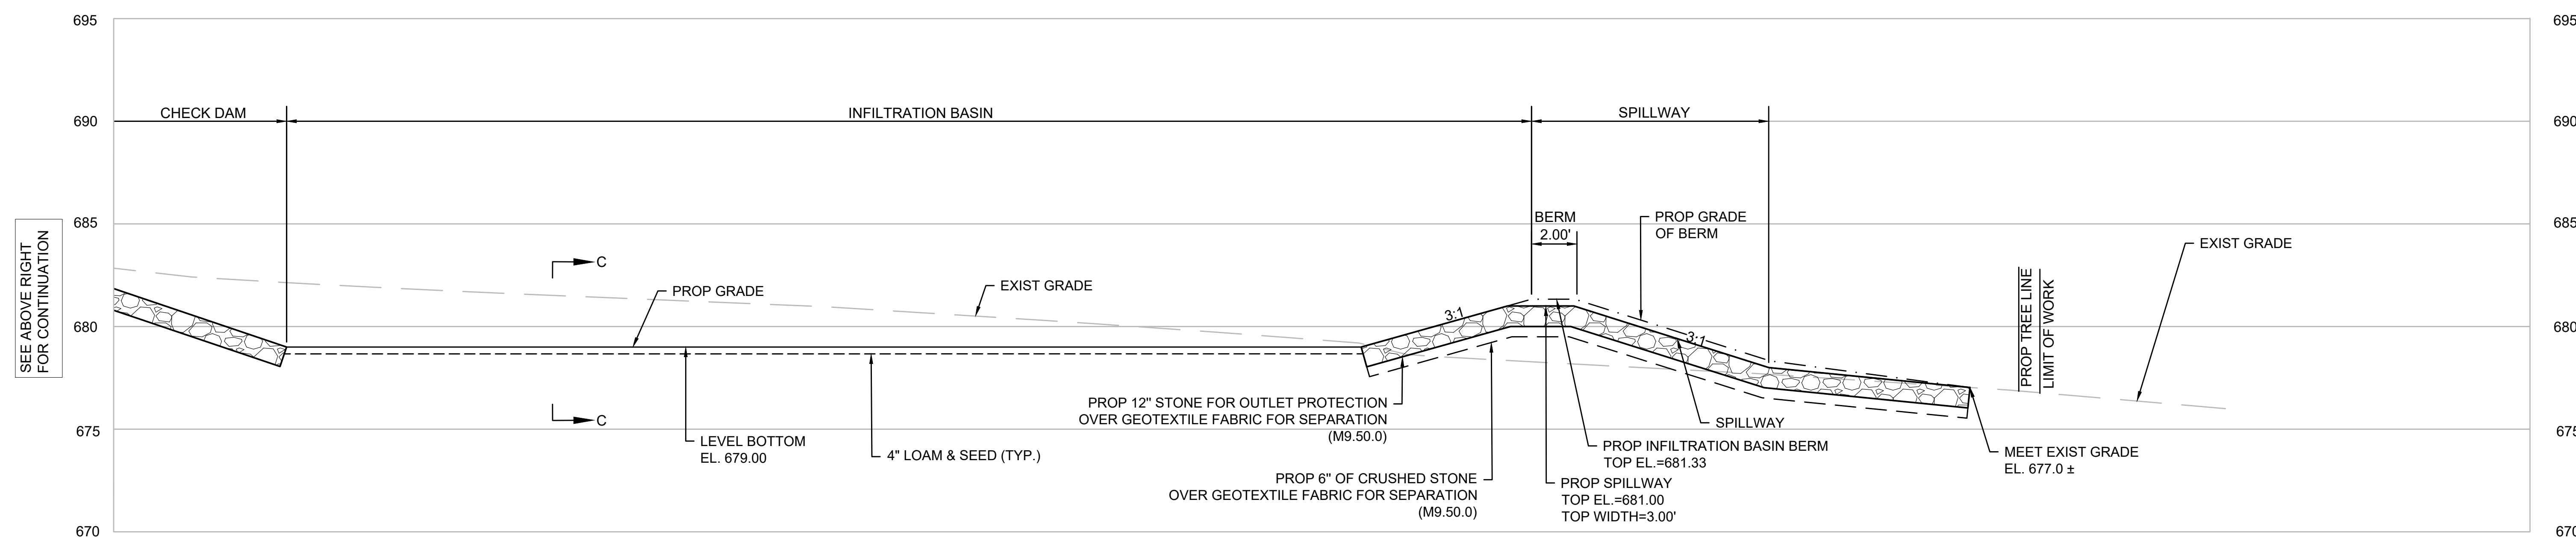 695
695
CHECK DAM
INFILTRATION BASIN
SPILLWAY
690
690
SEE ABOVE RIGHT
FOR CONTINUATION
685
685
BERM
2.00'
PROP GRADE
OF BERM
EXIST GRADE
C
PROP GRADE
EXIST GRADE
3:1
3:1
PROP TREE LINE
LIMIT OF WORK
680
680
PROP 12" STONE FOR OUTLET PROTECTION
OVER GEOTEXTILE FABRIC FOR SEPARATION
(M9.50.0)
C
SPILLWAY
675
675
LEVEL BOTTOM
EL. 679.00
4" LOAM & SEED (TYP.)
PROP INFILTRATION BASIN BERM
TOP EL.=681.33
MEET EXIST GRADE
EL. 677.0 ±
PROP 6" OF CRUSHED STONE
OVER GEOTEXTILE FABRIC FOR SEPARATION
(M9.50.0)
PROP SPILLWAY
TOP EL.=681.00
TOP WIDTH=3.00'
670
670